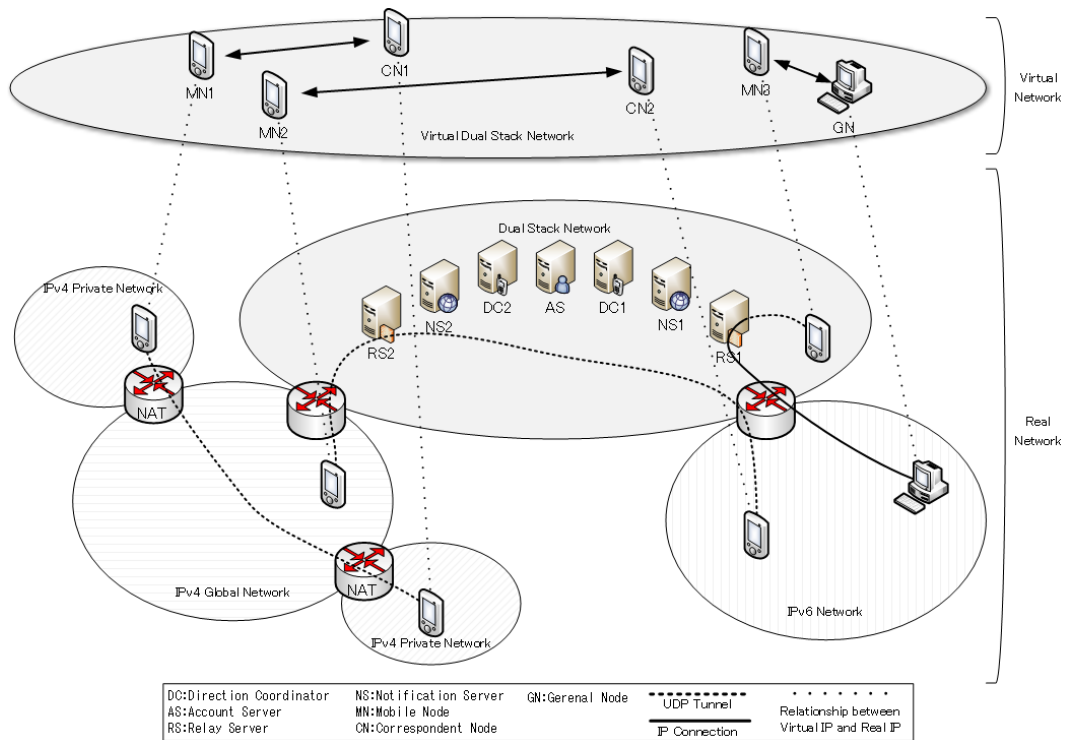 CN1
MN1
MN2
CN2
MN3
GN
Virtual Dual Stack Network
Virtual
Network
Dual Stack Network
IPv4 Private Network
DC2
AS
DC1
NS2
NS1
RS2
RS1
NAT
Real
Network
NAT
IPv4 Global Network
IPv4 Private Network
IPv6 Network
DC:Direction Coordinator
AS:Account Server
RS:Relay Server
NS:Notification Server
MN:Mobile Node
CN:Correspondent Node
GN:Gerenal Node
UDP Tunnel
IP Connection
Relationship between
Virtual IP and Real IP